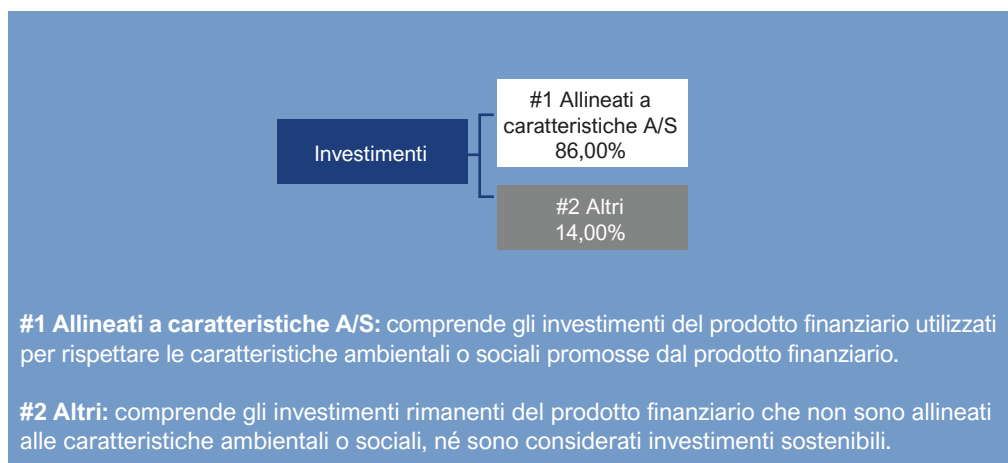 #1 Allineati a
caratteristiche A/S
86,00%
Investimenti
#2 Altri
14,00%
#1 Allineati a caratteristiche A/S: comprende gli investimenti del prodotto finanziario utilizzati
per rispettare le caratteristiche ambientali o sociali promosse dal prodotto finanziario.
#2 Altri: comprende gli investimenti rimanenti del prodotto finanziario che non sono allineati
alle caratteristiche ambientali o sociali, né sono considerati investimenti sostenibili.